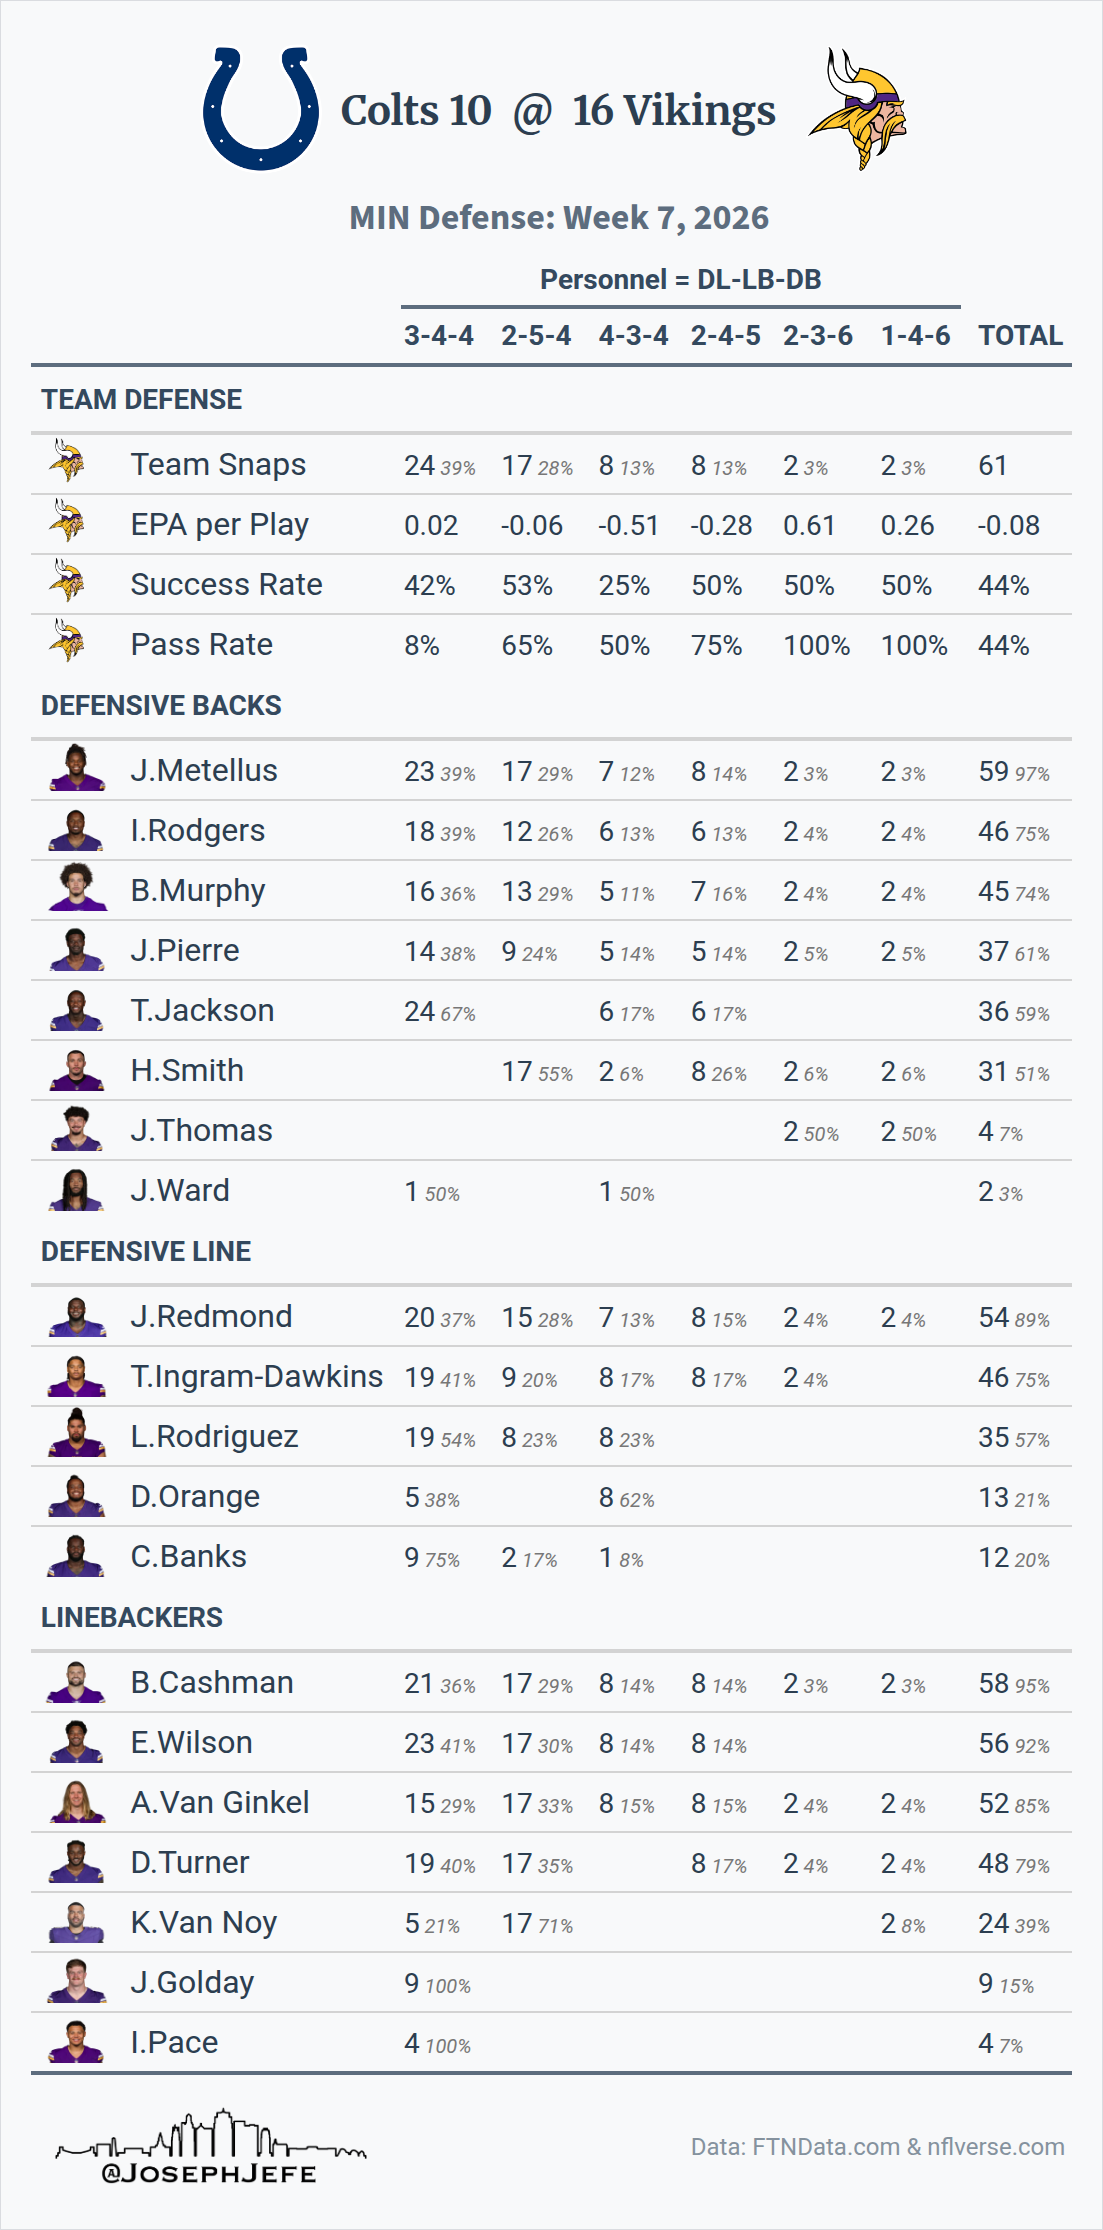 Colts 10 @ 16 Vikings
MIN Defense: Week 7, 2026
Personnel = DL-LB-DB
3-4-4 2-5-4 4-3-4 2-4-5 2-3-6 1-4-6 TOTAL
TEAM DEFENSE
Team Snaps 24 39% 17 28% 8 13% 8 13% 2 3% 2 3% 61
EPA per Play 0.02 -0.06 -0.51 -0.28 0.61 0.26 -0.08
Success Rate 42% 53% 25% 50% 50% 50% 44%
Pass Rate 8% 65% 50% 75% 100% 100% 44%
DEFENSIVE BACKS
J.Metellus 23 39% 17 29% 7 12% 8 14% 2 3% 2 3% 59 97%
I.Rodgers 18 39% 12 26% 6 13% 6 13% 2 4% 2 4% 46 75%
B.Murphy 16 36% 13 29% 5 11% 7 16% 2 4% 2 4% 45 74%
J.Pierre 14 38% 9 24% 5 14% 5 14% 2 5% 2 5% 37 61%
T.Jackson 24 67% 6 17% 6 17% 36 59%
H.Smith 17 55% 2 6% 8 26% 2 6% 2 6% 31 51%
J.Thomas 2 50% 2 50% 4 7%
J.Ward 1 50% 1 50% 2 3%
DEFENSIVE LINE
J.Redmond 20 37% 15 28% 7 13% 8 15% 2 4% 2 4% 54 89%
T.Ingram-Dawkins 19 41% 9 20% 8 17% 8 17% 2 4% 46 75%
L.Rodriguez 19 54% 8 23% 8 23% 35 57%
D.Orange 5 38% 8 62% 13 21%
C.Banks 9 75% 2 17% 1 8% 12 20%
LINEBACKERS
B.Cashman 21 36% 17 29% 8 14% 8 14% 2 3% 2 3% 58 95%
E.Wilson 23 41% 17 30% 8 14% 8 14% 56 92%
A.Van Ginkel 15 29% 17 33% 8 15% 8 15% 2 4% 2 4% 52 85%
D.Turner 19 40% 17 35% 8 17% 2 4% 2 4% 48 79%
K.Van Noy 5 21% 17 71% 2 8% 24 39%
J.Golday 9 100% 9 15%
I.Pace 4 100% 4 7%
@JOSEPHJEFE
Data: FTNData.com & nflverse.com